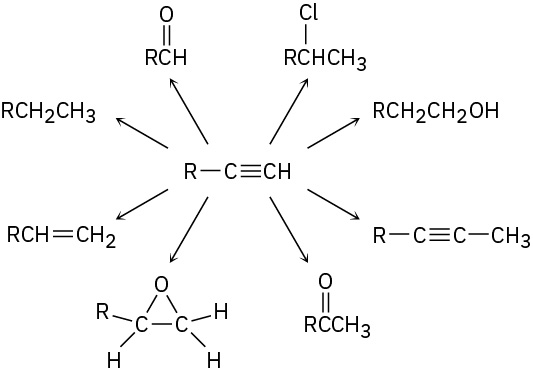 O
RCH
Cl
RCHCH₃
RCH₂CH₃
RCH₂CH₂OH
R—C≡CH
RCH=CH₂
R—C≡C—CH₃
O
R
H
C—C
H
H
O
RCCH₃